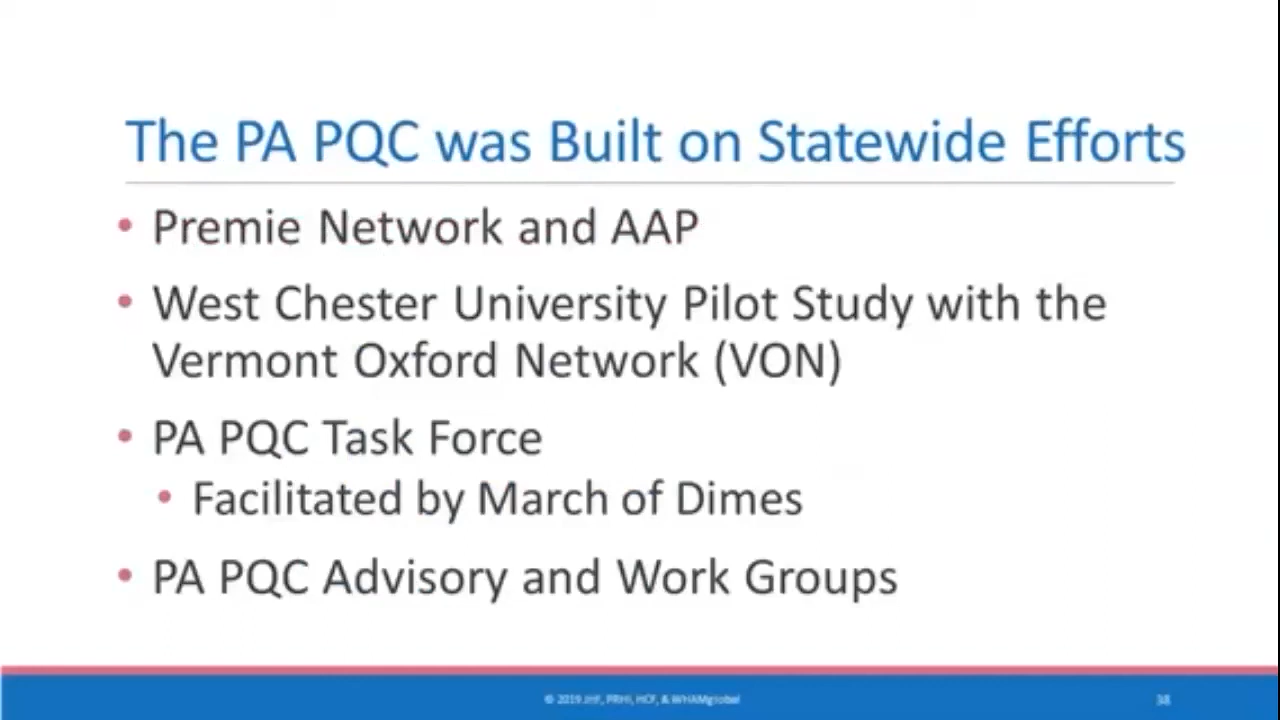 The PA PQC was Built on Statewide Efforts
• Premie Network and AAP
• West Chester University Pilot Study with the
Vermont Oxford Network (VON)
• PA PQC Task Force
• Facilitated by March of Dimes
• PA PQC Advisory and Work Groups
© 2019 JHF, PRHI, HCF, & WHAMglobal
38